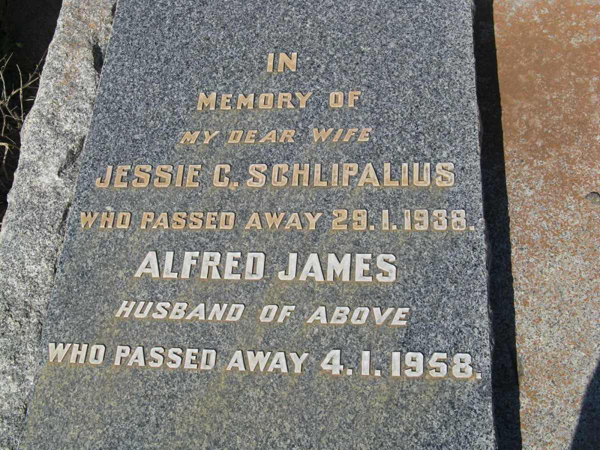 IN
MEMORY OF
MY DEAR WIFE
JESSIE C. SCHLIPALIUS
WHO PASSED AWAY 29.1.1938.
ALFRED JAMES
HUSBAND OF ABOVE
WHO PASSED AWAY 4.1.1958.